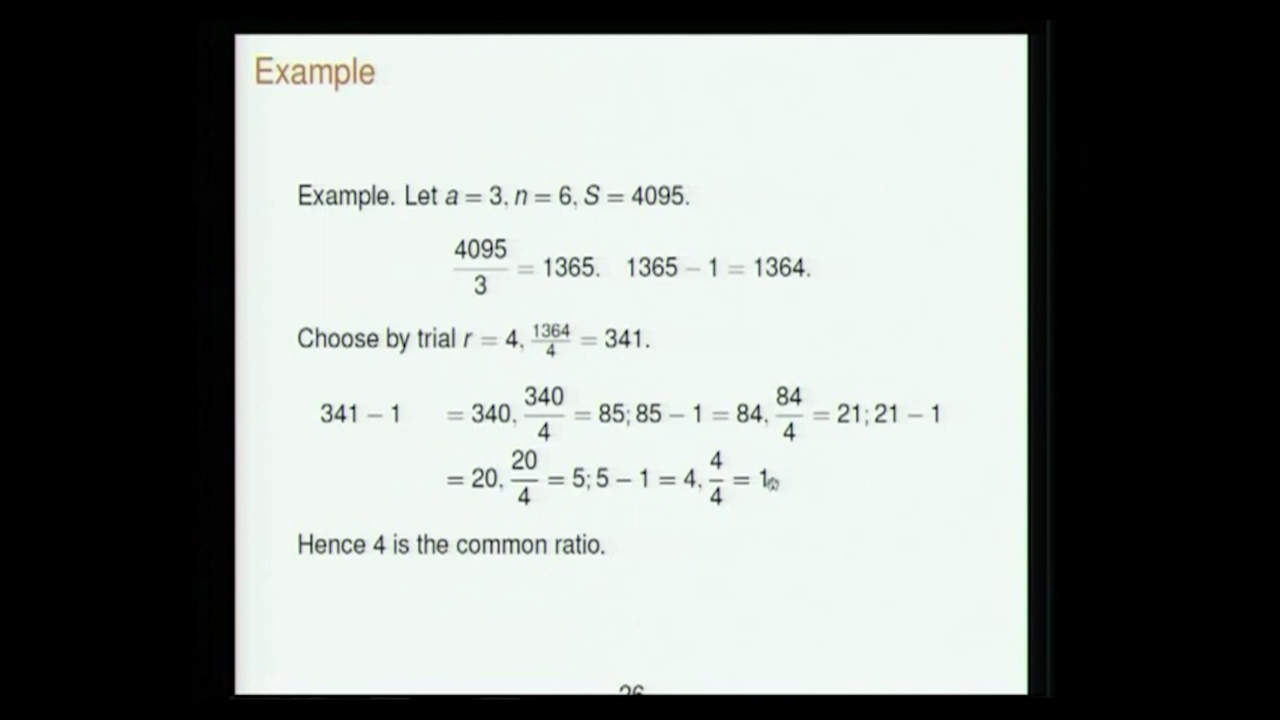 Example
Example. Let a = 3, n = 6, S = 4095.
4095/3 = 1365. 1365 − 1 = 1364.
Choose by trial r = 4, 1364/4 = 341.
341 − 1 = 340, 340/4 = 85; 85 − 1 = 84, 84/4 = 21; 21 − 1
= 20, 20/4 = 5; 5 − 1 = 4, 4/4 = 1.
Hence 4 is the common ratio.
26